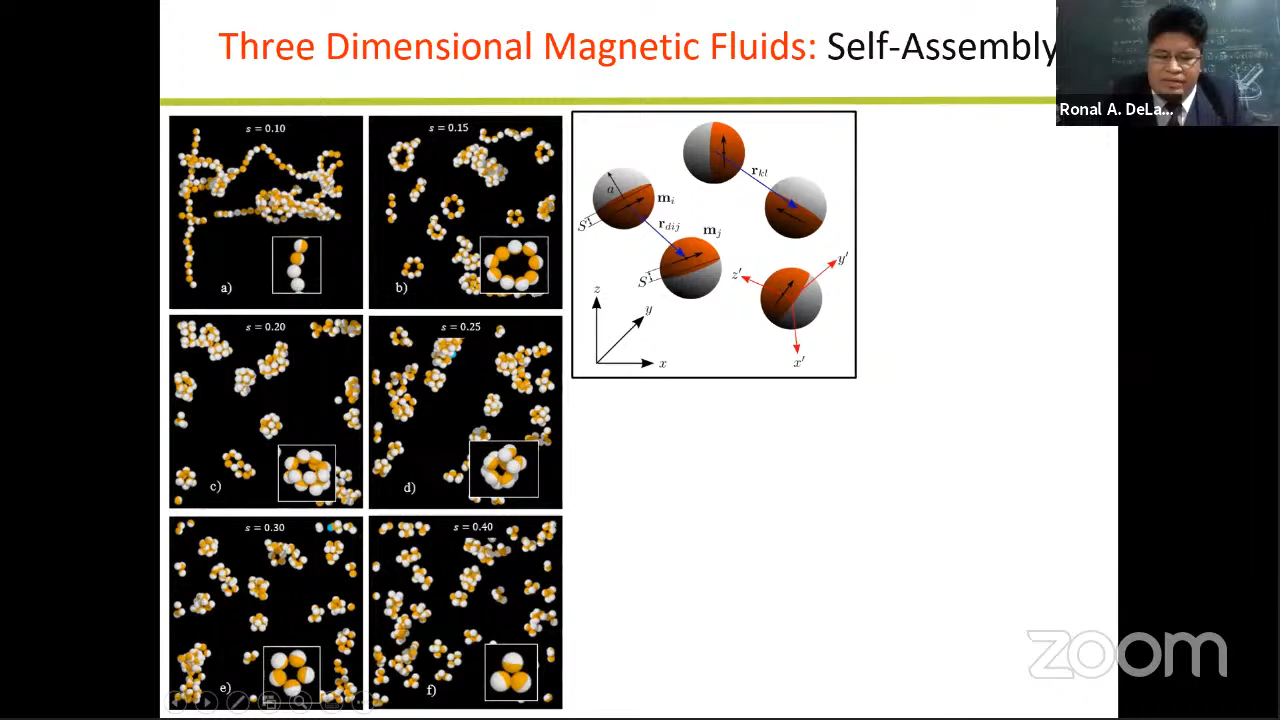 Three Dimensional Magnetic Fluids: Self-Assembly
Ronal A. DeLa...
s = 0.10
a)
s = 0.15
b)
s = 0.20
c)
s = 0.25
d)
s = 0.30
e)
s = 0.40
f)
a
S
m_i
r_dij
m_j
S
r_kl
z
y
x
z'
y'
x'
zoom